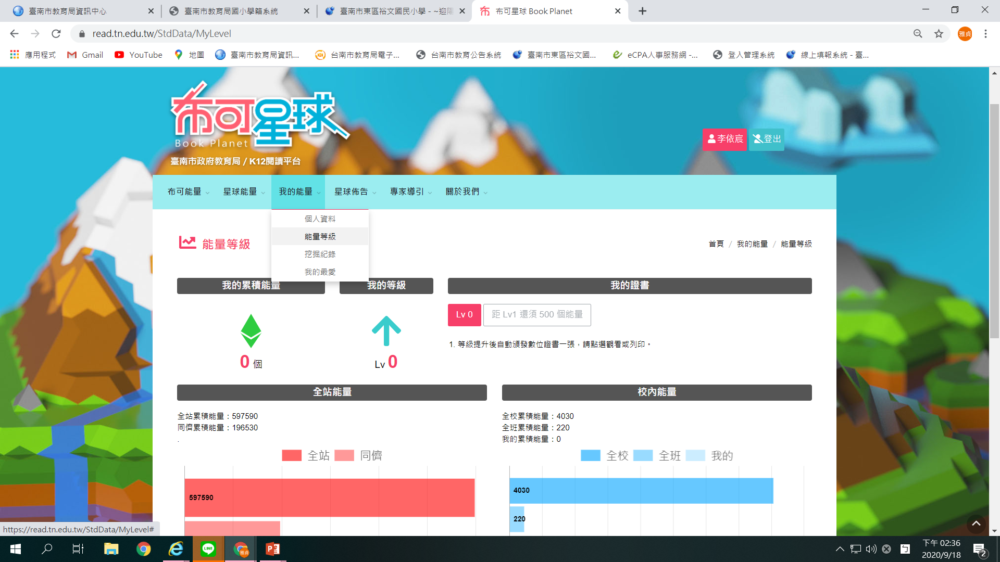 臺南市教育局資訊中心
臺南市教育局國小學籍系統
臺南市東區裕文國民小學 - ~迎陽
布可星球 Book Planet
read.tn.edu.tw/StdData/MyLevel
雅貞
應用程式
Gmail
YouTube
地圖
臺南市教育局資訊...
台南市教育局電子...
台南市教育公告系統
臺南市東區裕文國...
eCPA人事服務網 -...
登入管理系統
線上填報系統 - 臺...
布可星球
Book Planet
臺南市政府教育局 / K12閱讀平台
李依宸
登出
布可能量
星球能量
我的能量
星球佈告
專家導引
關於我們
個人資料
能量等級
挖掘紀錄
我的最愛
能量等級
首頁 / 我的能量 / 能量等級
我的累積能量
我的等級
我的證書
0 個
Lv 0
Lv 0
距 Lv1 還須 500 個能量
1. 等級提升後自動頒發數位證書一張，請點選觀看或列印。
全站能量
校內能量
全站累積能量：597590
同儕累積能量：196530
.
全校累積能量：4030
全班累積能量：220
我的累積能量：0
全站
同儕
全校
全班
我的
597590
4030
220
https://read.tn.edu.tw/StdData/MyLevel#
LINE
雅貞
ㄅ
下午 02:36
2020/9/18
2